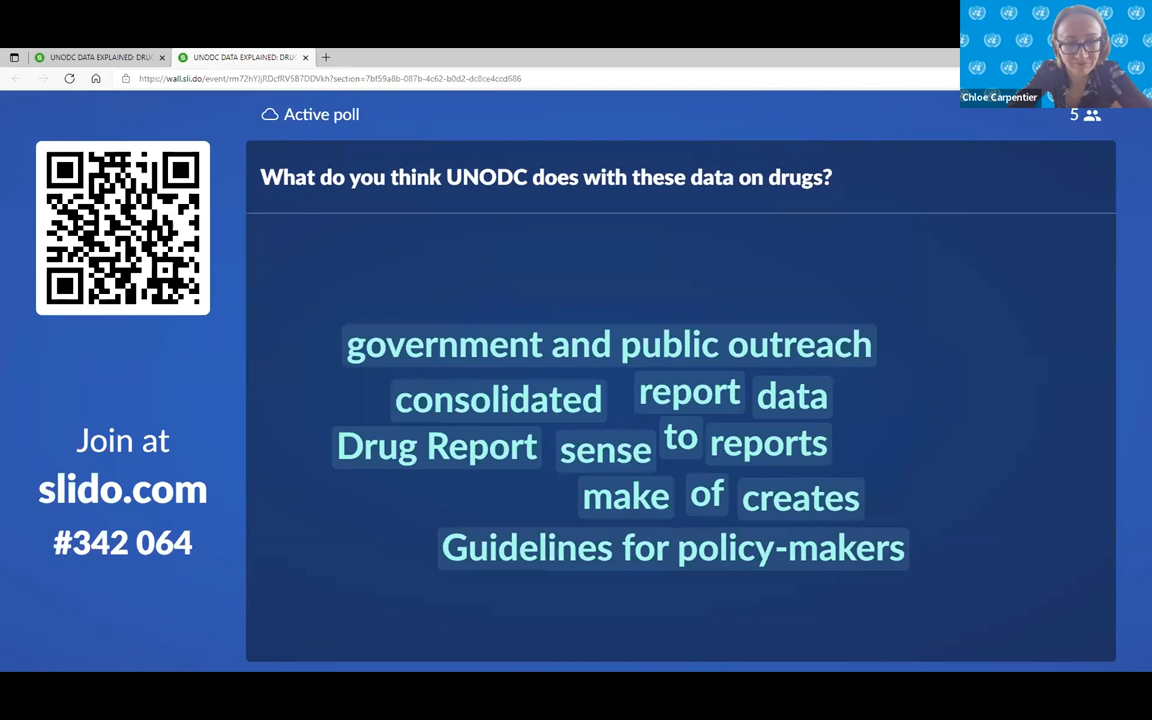 UNODC DATA EXPLAINED: DRUG
UNODC DATA EXPLAINED: DRUG
https://wall.sli.do/event/rm72hYJjRDcfRV5B7DDVkh?section=7bf59a8b-087b-4c62-b0d2-dc8ce4ccd686
Chloe Carpentier
Active poll
5
What do you think UNODC does with these data on drugs?
government and public outreach
consolidated report data
Drug Report sense to reports
make of creates
Guidelines for policy-makers
Join at
slido.com
#342 064